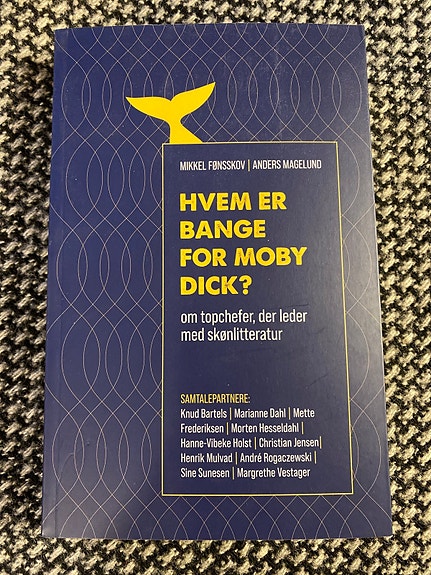 MIKKEL FØNSSKOV | ANDERS MAGELUND
HVEM ER
BANGE
FOR MOBY
DICK?
om topchefer, der leder
med skønlitteratur
SAMTALEPARTNERE:
Knud Bartels | Marianne Dahl | Mette
Frederiksen | Morten Hesseldahl |
Hanne-Vibeke Holst | Christian Jensen |
Henrik Mulvad | André Rogaczewski |
Sine Sunesen | Margrethe Vestager